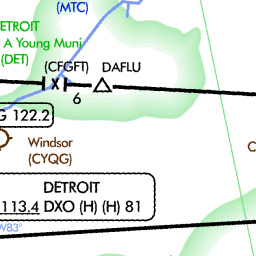 (MTC)
DETROIT
A Young Muni
(DET)
(CFGFT) DAFLU
6
G 122.2
Windsor
(CYQG)
C
DETROIT
113.4 DXO (H) (H) 81
W83°